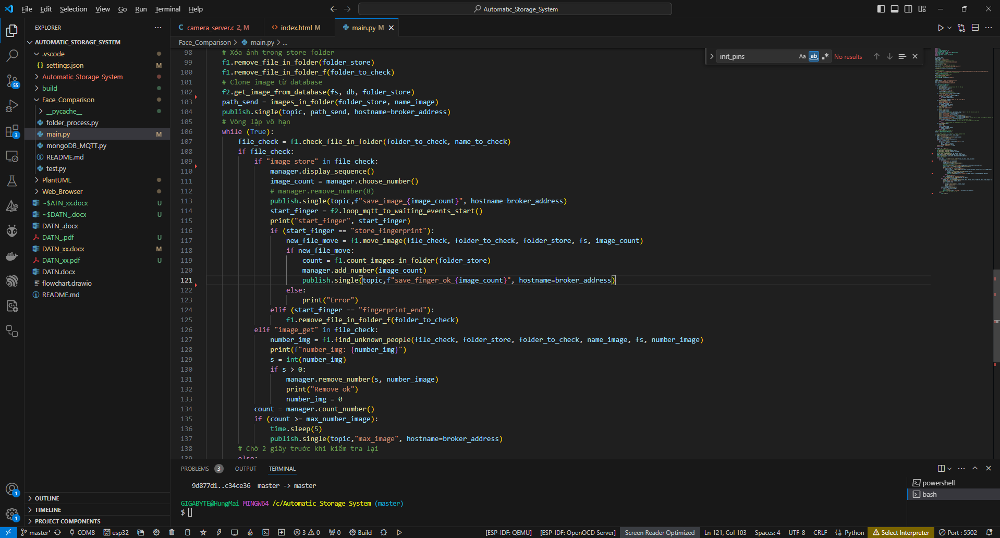 File Edit Selection View Go Run Terminal Help
Automatic_Storage_System
EXPLORER
AUTOMATIC_STORAGE_SYSTEM
.vscode
settings.json M
Automatic_Storage_System
build
Face_Comparison
__pycache__
folder_process.py
main.py M
mongoDB_MQTT.py
README.md
test.py
PlantUML
Web_Browser
~$ATN_xx.docx U
~$DATN_.docx U
DATN_.docx
DATN_.pdf U
DATN_xx.docx M
DATN_xx.pdf U
DATN.docx
flowchart.drawio
README.md
OUTLINE
TIMELINE
PROJECT COMPONENTS
55
3
1
1
camera_server.c 2, M
index.html M
main.py M
Face_Comparison > main.py > ...
init_pins Aa ab No results
98 # Xóa ảnh trong store folder
99 f1.remove_file_in_folder(folder_store)
100 f1.remove_file_in_folder_f(folder_to_check)
101 # Clone image từ database
102 f2.get_image_from_database(fs, db, folder_store)
103 path_send = images_in_folder(folder_store, name_image)
104 publish.single(topic, path_send, hostname=broker_address)
105 # Vòng lặp vô hạn
106 while (True):
107 file_check = f1.check_file_in_folder(folder_to_check, name_to_check)
108 if file_check:
109 if "image_store" in file_check:
110 manager.display_sequence()
111 image_count = manager.choose_number()
112 # manager.remove_number(8)
113 publish.single(topic,f"save_image_{image_count}", hostname=broker_address)
114 start_finger = f2.loop_mqtt_to_waiting_events_start()
115 print("start_finger", start_finger)
116 if (start_finger == "store_fingerprint"):
117 new_file_move = f1.move_image(file_check, folder_to_check, folder_store, fs, image_count)
118 if new_file_move:
119 count = f1.count_images_in_folder(folder_store)
120 manager.add_number(image_count)
121 publish.single(topic,f"save_finger_ok_{image_count}", hostname=broker_address)
122 else:
123 print("Error")
124 elif (start_finger == "fingerprint_end"):
125 f1.remove_file_in_folder_f(folder_to_check)
126 elif "image_get" in file_check:
127 number_img = f1.find_unknown_people(file_check, folder_store, folder_to_check, name_image, fs, number_image)
128 print(f"number_img: {number_img}")
129 s = int(number_img)
130 if s > 0:
131 manager.remove_number(s, number_image)
132 print("Remove ok")
133 number_img = 0
134 count = manager.count_number()
135 if (count >= max_number_image):
136 time.sleep(5)
137 publish.single(topic,"max_image", hostname=broker_address)
138 # Chờ 2 giây trước khi kiểm tra lại
139 else:
PROBLEMS 3 OUTPUT TERMINAL
9d877d1..c34ce36 master -> master
GIGABYTE@HungMai MINGW64 /c/Automatic_Storage_System (master)
$
powershell
bash
master* COM8 esp32 3 0 0 Build [ESP-IDF: QEMU] [ESP-IDF: OpenOCD Server] Screen Reader Optimized Ln 121, Col 103 Spaces: 4 UTF-8 CRLF Python Select Interpreter Port : 5502